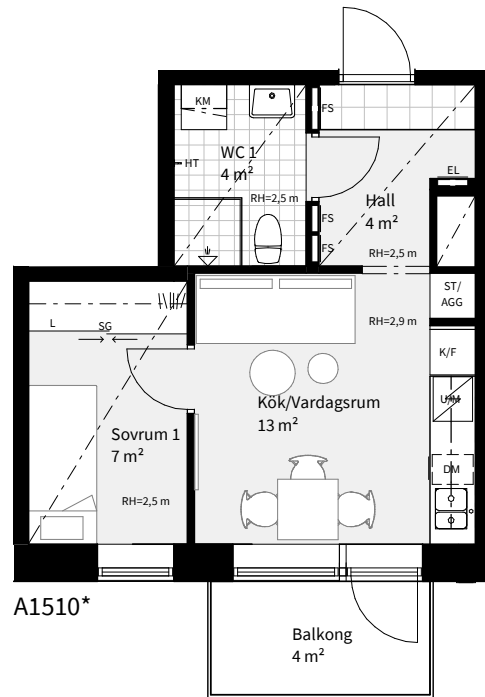 KM
FS
WC 1
4 m²
HT
EL
RH=2,5 m
Hall
4 m²
FS
FS
RH=2,5 m
ST/
AGG
RH=2,9 m
L
SG
K/F
Kök/Vardagsrum
13 m²
U/M
Sovrum 1
7 m²
DM
RH=2,5 m
A1510*
Balkong
4 m²